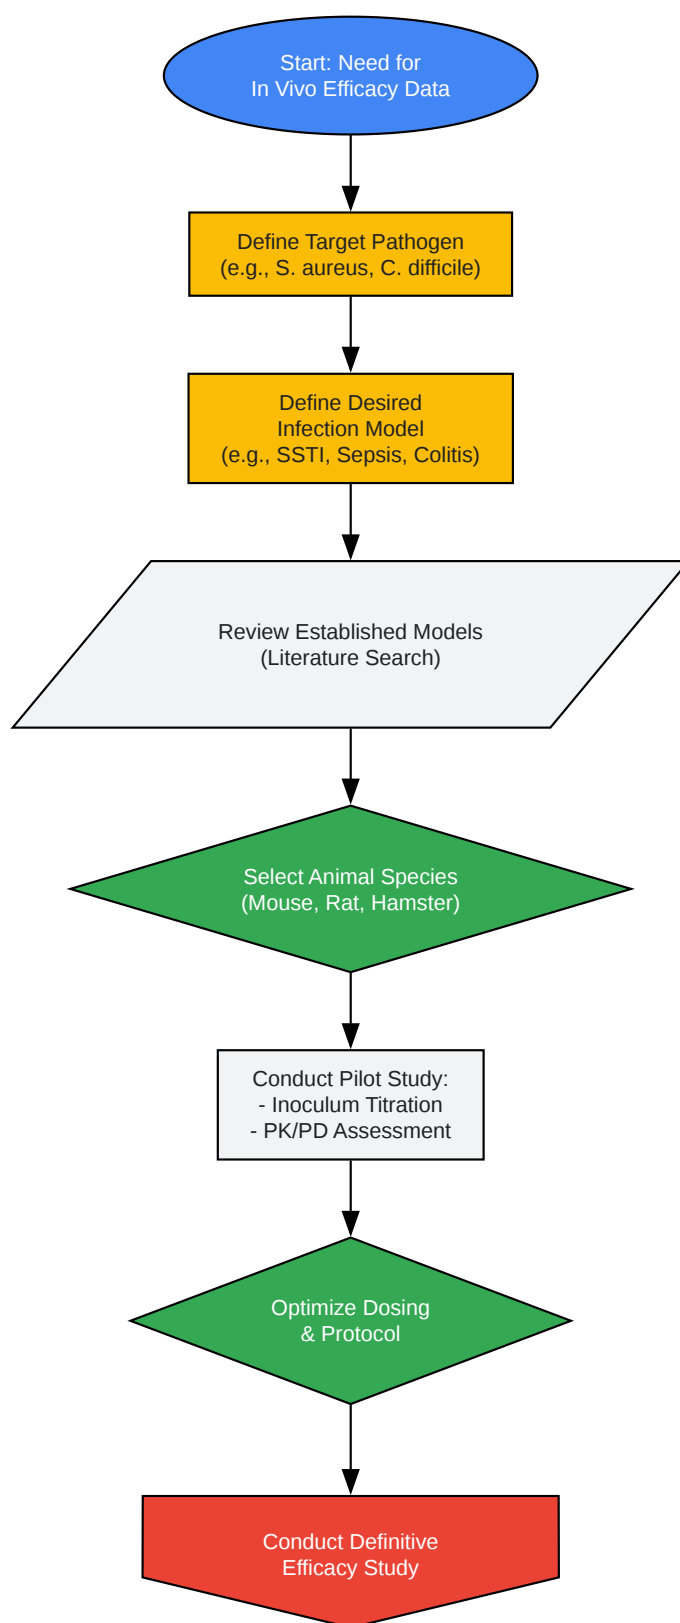 Start: Need for
In Vivo Efficacy Data
Define Target Pathogen
(e.g., S. aureus, C. difficile)
Define Desired
Infection Model
(e.g., SSTI, Sepsis, Colitis)
Review Established Models
(Literature Search)
Select Animal Species
(Mouse, Rat, Hamster)
Conduct Pilot Study:
- Inoculum Titration
- PK/PD Assessment
Optimize Dosing
& Protocol
Conduct Definitive
Efficacy Study